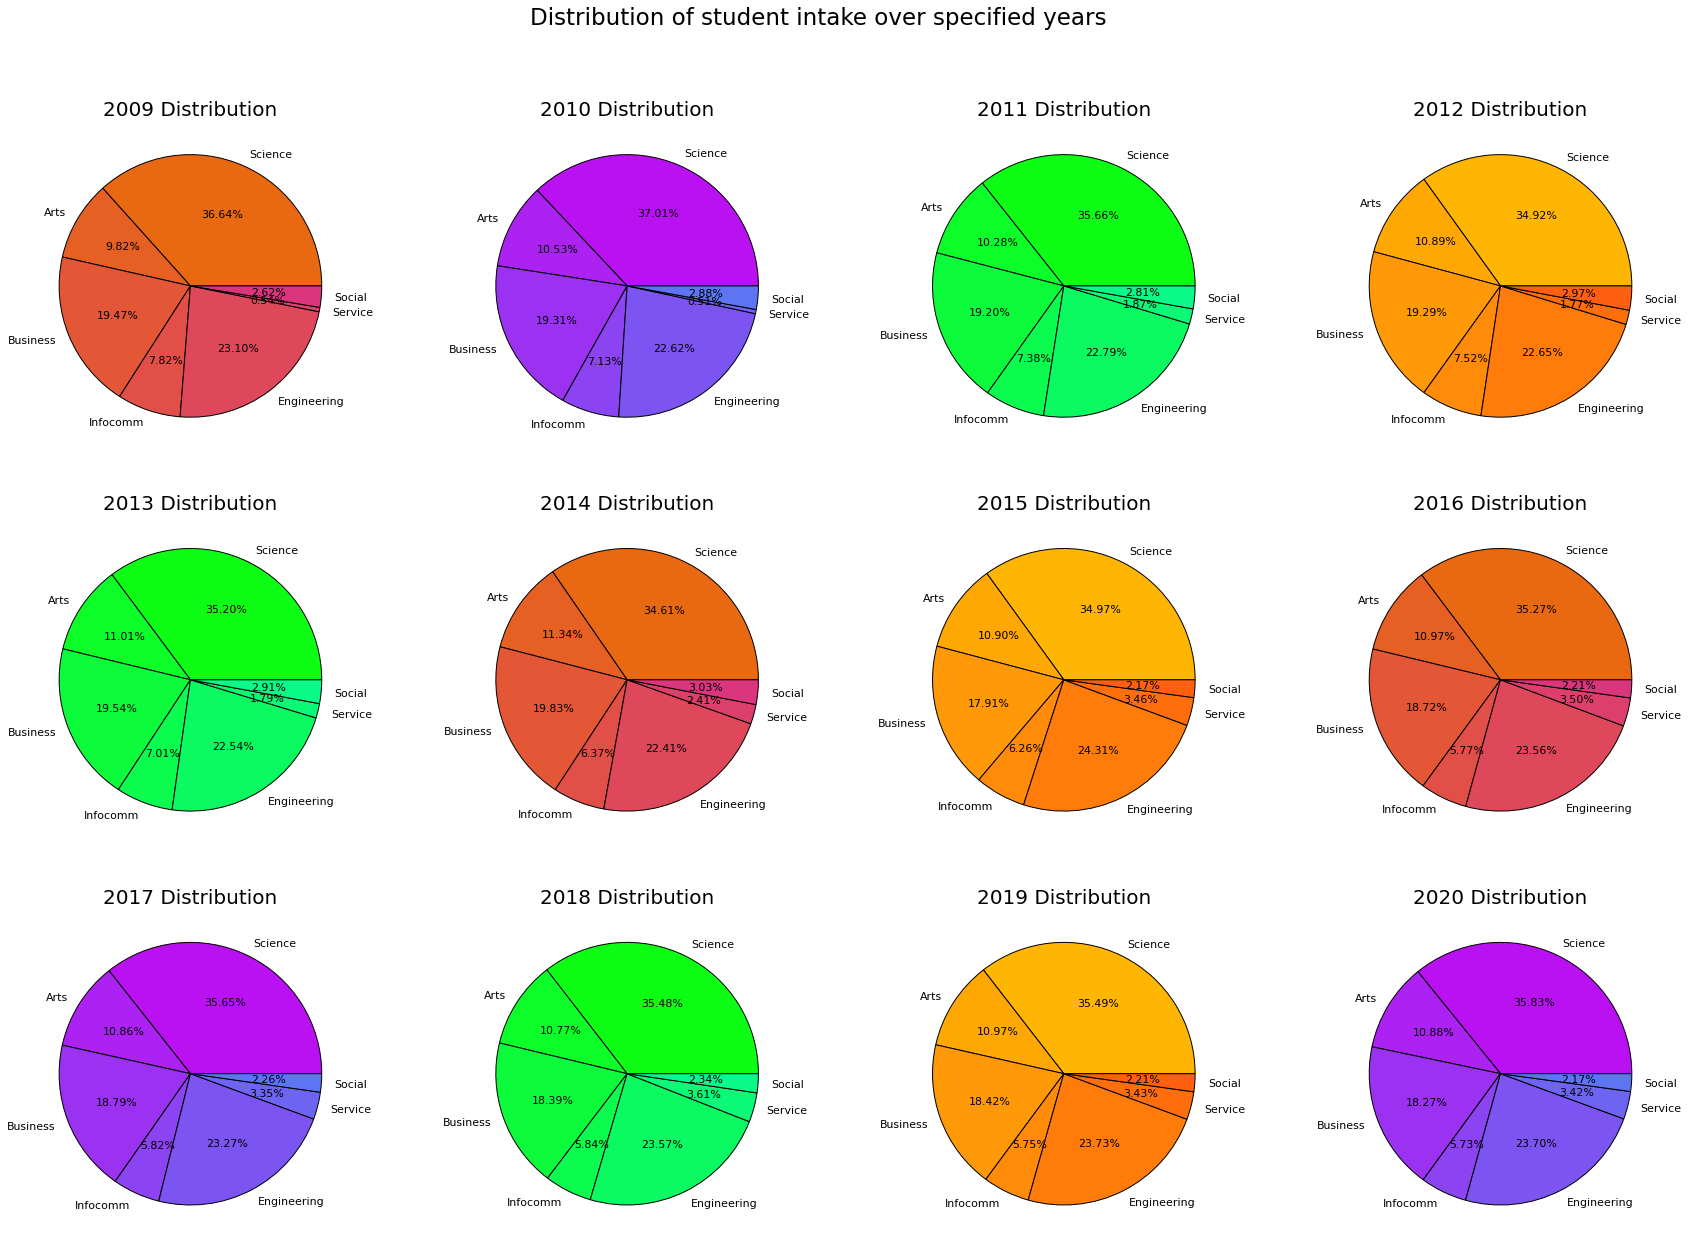 Distribution of student intake over specified years
2009 Distribution
Science
36.64%
Arts
9.82%
Business
19.47%
Infocomm
7.82%
Engineering
23.10%
Service
0.54%
Social
2.62%
2010 Distribution
Science
37.01%
Arts
10.53%
Business
19.31%
Infocomm
7.13%
Engineering
22.62%
Service
0.51%
Social
2.88%
2011 Distribution
Science
35.66%
Arts
10.28%
Business
19.20%
Infocomm
7.38%
Engineering
22.79%
Service
1.87%
Social
2.81%
2012 Distribution
Science
34.92%
Arts
10.89%
Business
19.29%
Infocomm
7.52%
Engineering
22.65%
Service
1.77%
Social
2.97%
2013 Distribution
Science
35.20%
Arts
11.01%
Business
19.54%
Infocomm
7.01%
Engineering
22.54%
Service
1.79%
Social
2.91%
2014 Distribution
Science
34.61%
Arts
11.34%
Business
19.83%
Infocomm
6.37%
Engineering
22.41%
Service
2.41%
Social
3.03%
2015 Distribution
Science
34.97%
Arts
10.90%
Business
17.91%
Infocomm
6.26%
Engineering
24.31%
Service
3.46%
Social
2.17%
2016 Distribution
Science
35.27%
Arts
10.97%
Business
18.72%
Infocomm
5.77%
Engineering
23.56%
Service
3.50%
Social
2.21%
2017 Distribution
Science
35.65%
Arts
10.86%
Business
18.79%
Infocomm
5.82%
Engineering
23.27%
Service
3.35%
Social
2.26%
2018 Distribution
Science
35.48%
Arts
10.77%
Business
18.39%
Infocomm
5.84%
Engineering
23.57%
Service
3.61%
Social
2.34%
2019 Distribution
Science
35.49%
Arts
10.97%
Business
18.42%
Infocomm
5.75%
Engineering
23.73%
Service
3.43%
Social
2.21%
2020 Distribution
Science
35.83%
Arts
10.88%
Business
18.27%
Infocomm
5.73%
Engineering
23.70%
Service
3.42%
Social
2.17%